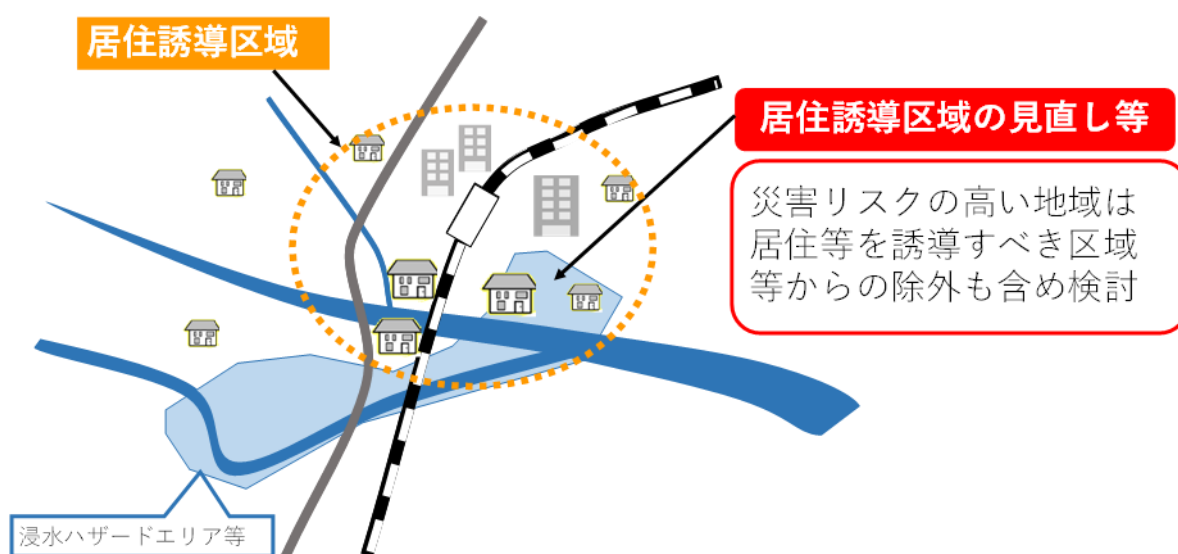 居住誘導区域
居住誘導区域の見直し等
災害リスクの高い地域は
居住等を誘導すべき区域
等からの除外も含め検討
浸水ハザードエリア等